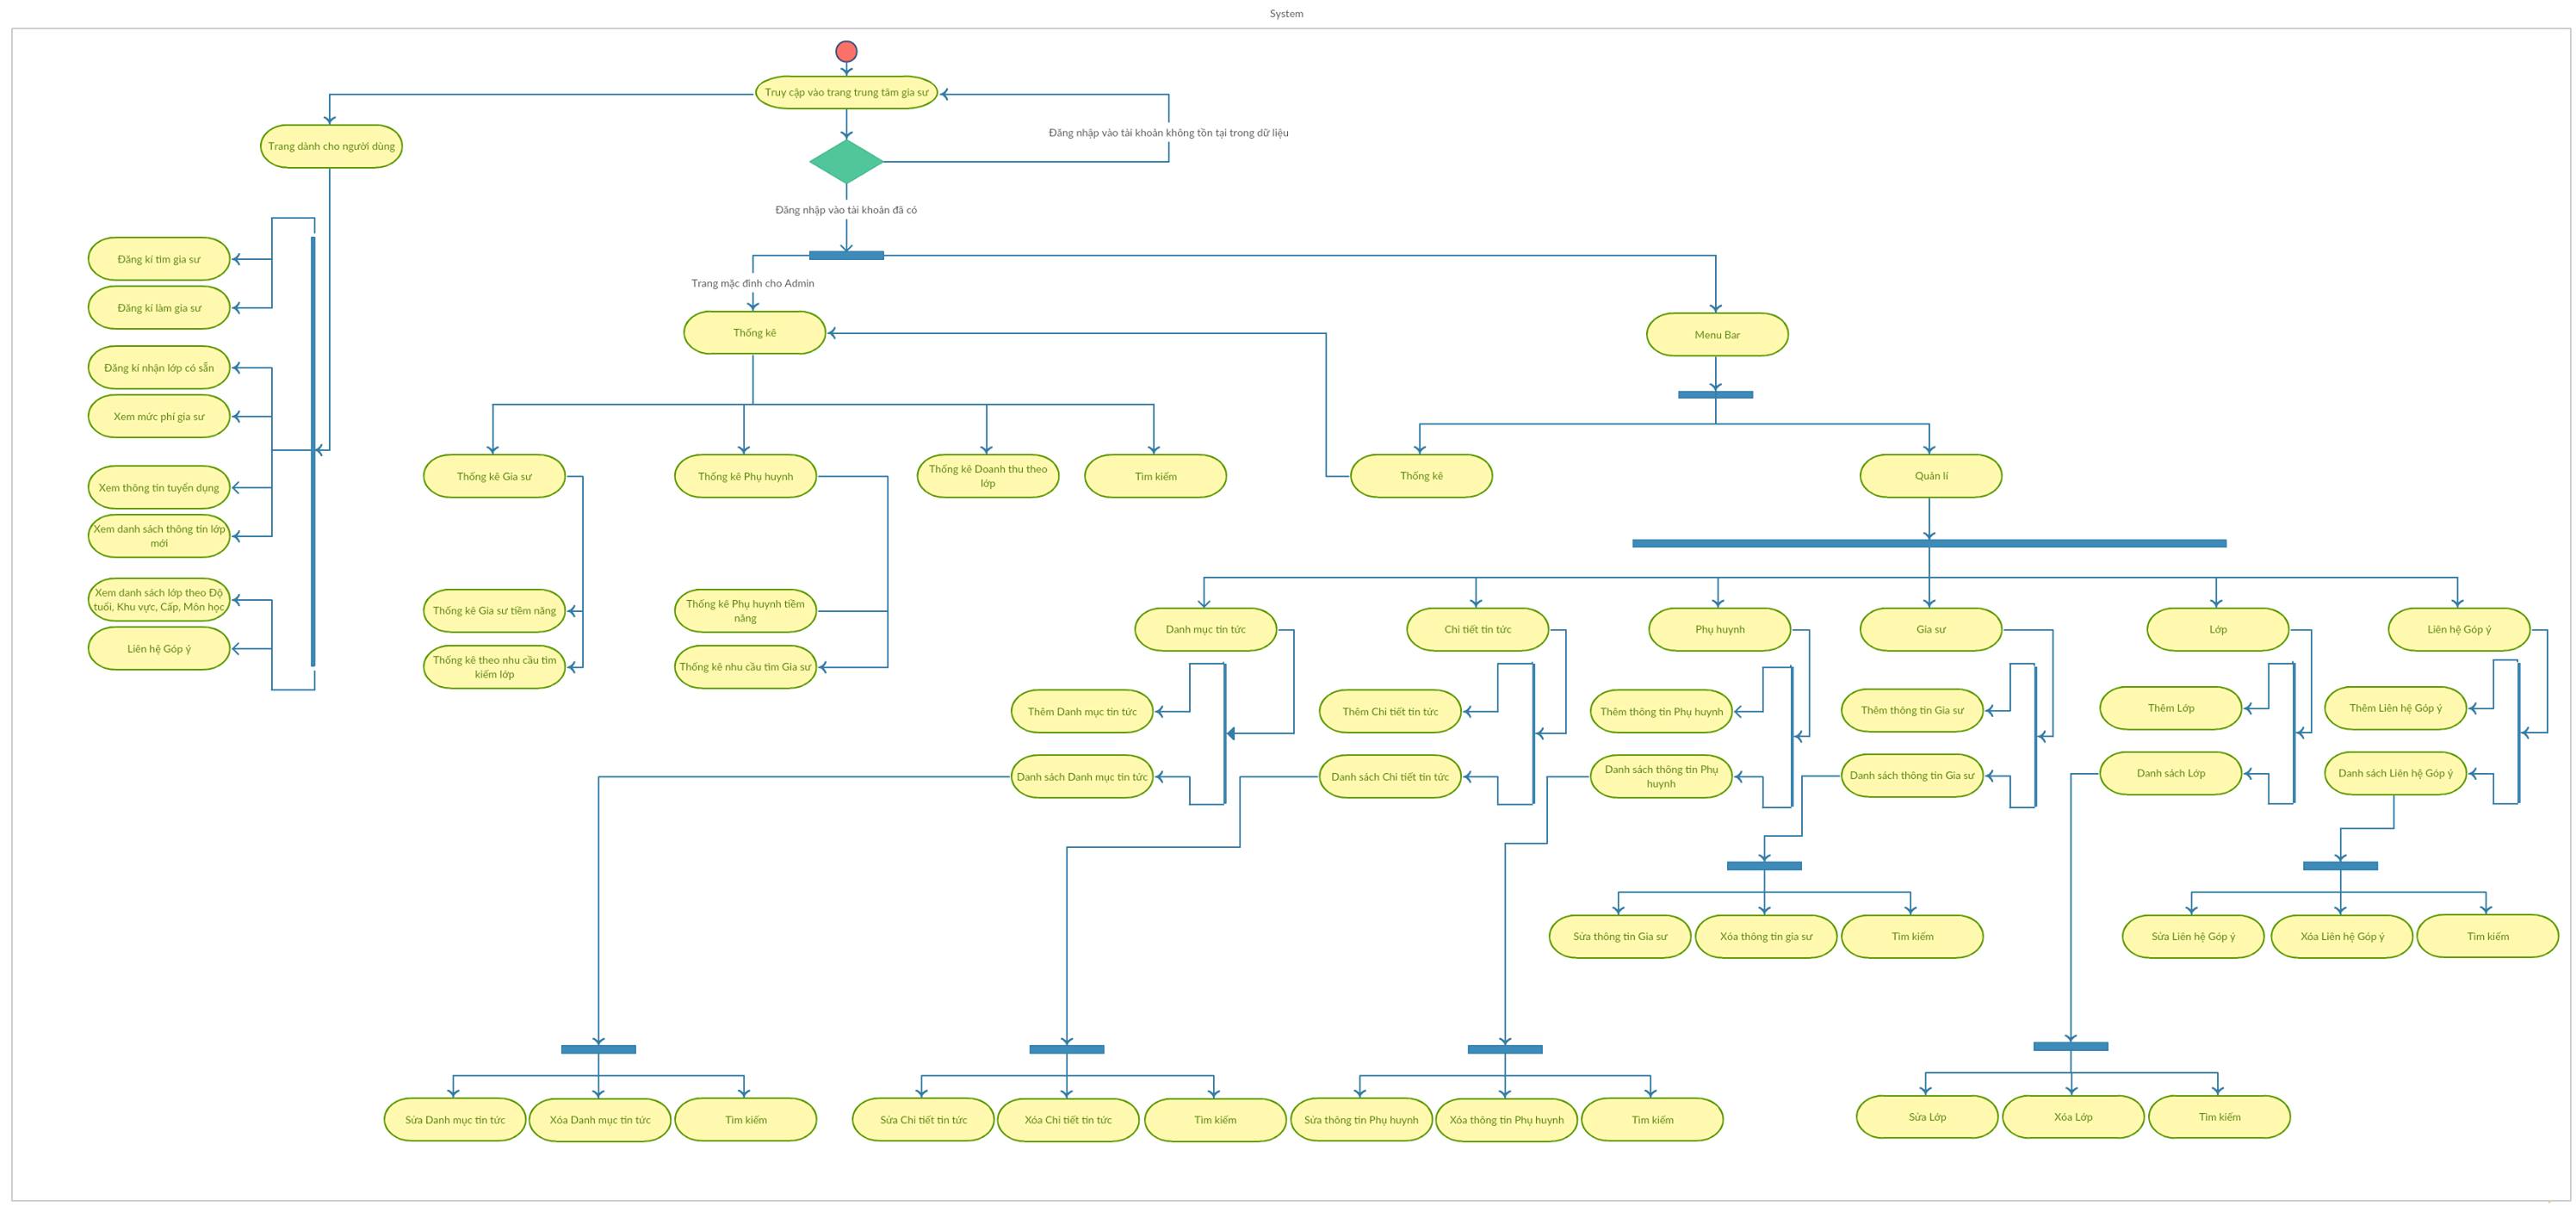 System
Truy cập vào trang trung tâm gia sư
Đăng nhập vào tài khoản không tồn tại trong dữ liệu
Trang dành cho người dùng
Đăng nhập vào tài khoản đã có
Đăng kí tìm gia sư
Đăng kí làm gia sư
Đăng kí nhận lớp có sẵn
Xem mức phí gia sư
Xem thông tin tuyển dụng
Xem danh sách thông tin lớp
mới
Xem danh sách lớp theo Độ
tuổi, Khu vực, Cấp, Môn học
Liên hệ Góp ý
Trang mặc định cho Admin
Thống kê
Menu Bar
Thống kê Gia sư
Thống kê Phụ huynh
Thống kê Doanh thu theo
lớp
Tìm kiếm
Thống kê
Quản lí
Thống kê Gia sư tiềm năng
Thống kê theo nhu cầu tìm
kiếm lớp
Thống kê Phụ huynh tiềm
năng
Thống kê nhu cầu tìm Gia sư
Danh mục tin tức
Chi tiết tin tức
Phụ huynh
Gia sư
Lớp
Liên hệ Góp ý
Thêm Danh mục tin tức
Thêm Chi tiết tin tức
Thêm thông tin Phụ huynh
Thêm thông tin Gia sư
Thêm Lớp
Thêm Liên hệ Góp ý
Danh sách Danh mục tin tức
Danh sách Chi tiết tin tức
Danh sách thông tin Phụ
huynh
Danh sách thông tin Gia sư
Danh sách Lớp
Danh sách Liên hệ Góp ý
Sửa thông tin Gia sư
Xóa thông tin gia sư
Tìm kiếm
Sửa Liên hệ Góp ý
Xóa Liên hệ Góp ý
Tìm kiếm
Sửa Danh mục tin tức
Xóa Danh mục tin tức
Tìm kiếm
Sửa Chi tiết tin tức
Xóa Chi tiết tin tức
Tìm kiếm
Sửa thông tin Phụ huynh
Xóa thông tin Phụ huynh
Tìm kiếm
Sửa Lớp
Xóa Lớp
Tìm kiếm